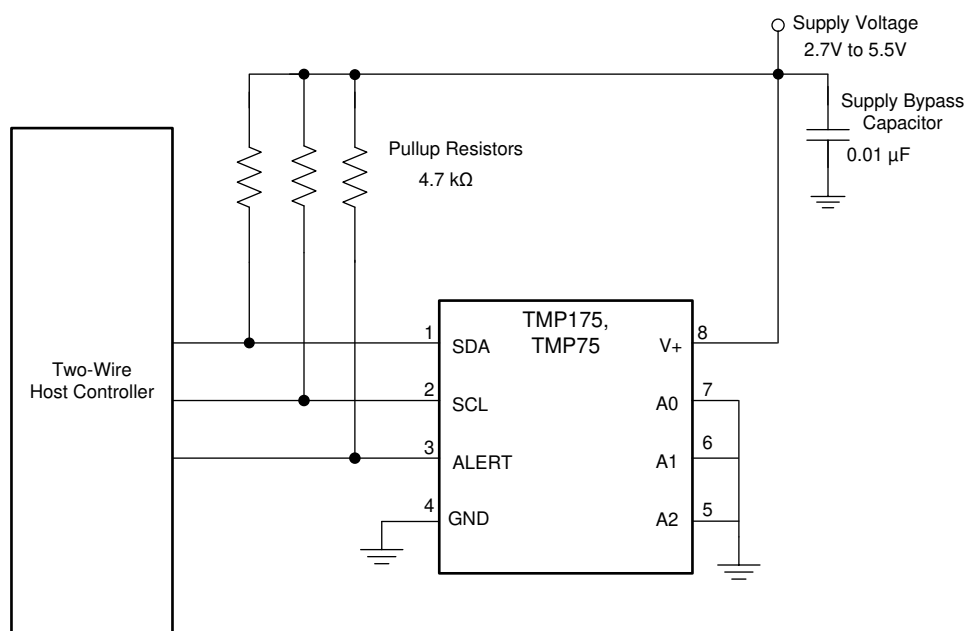 Supply Voltage
2.7V to 5.5V
Supply Bypass
Capacitor
0.01 µF
Pullup Resistors
4.7 kΩ
Two-Wire
Host Controller
TMP175,
TMP75
1
SDA
V+
8
2
SCL
A0
7
3
ALERT
A1
6
4
GND
A2
5